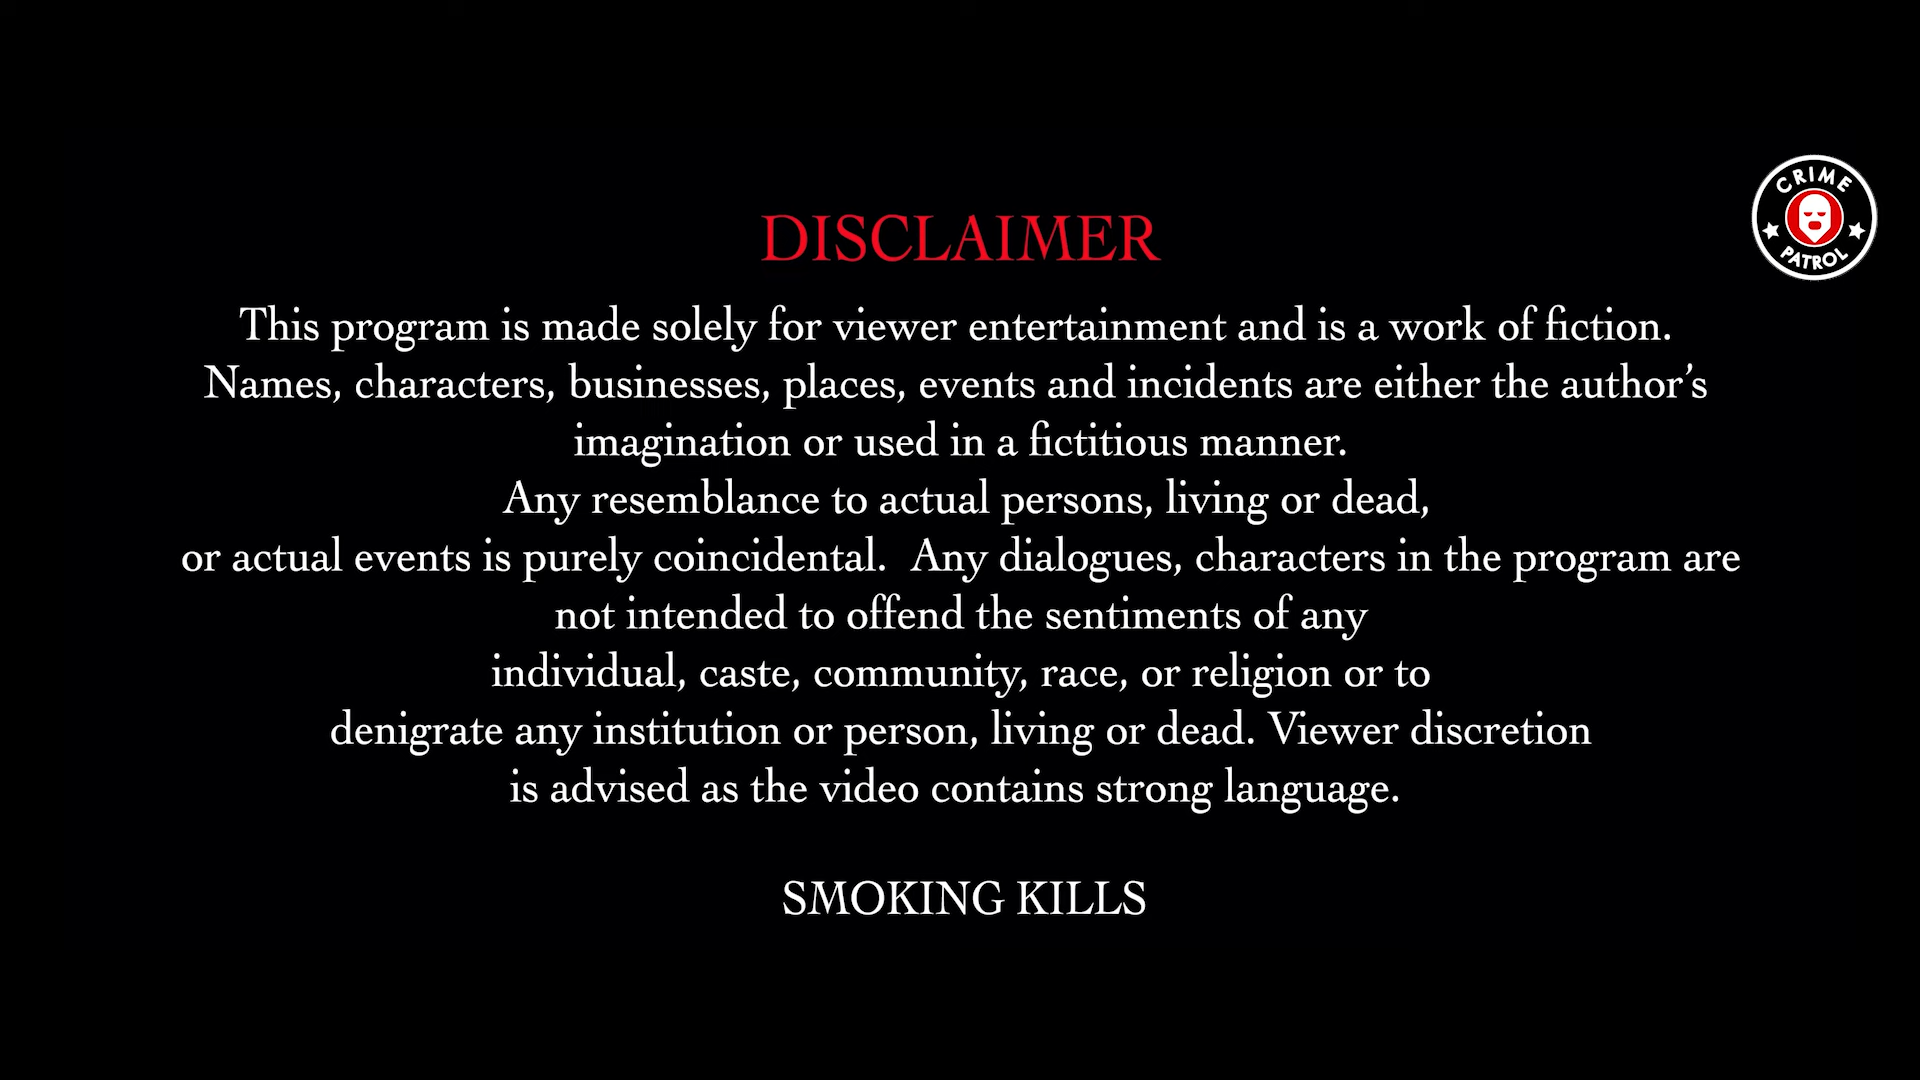 CRIME
PATROL
DISCLAIMER
This program is made solely for viewer entertainment and is a work of fiction.
Names, characters, businesses, places, events and incidents are either the author’s
imagination or used in a fictitious manner.
Any resemblance to actual persons, living or dead,
or actual events is purely coincidental.  Any dialogues, characters in the program are
not intended to offend the sentiments of any
individual, caste, community, race, or religion or to
denigrate any institution or person, living or dead. Viewer discretion
is advised as the video contains strong language.
SMOKING KILLS